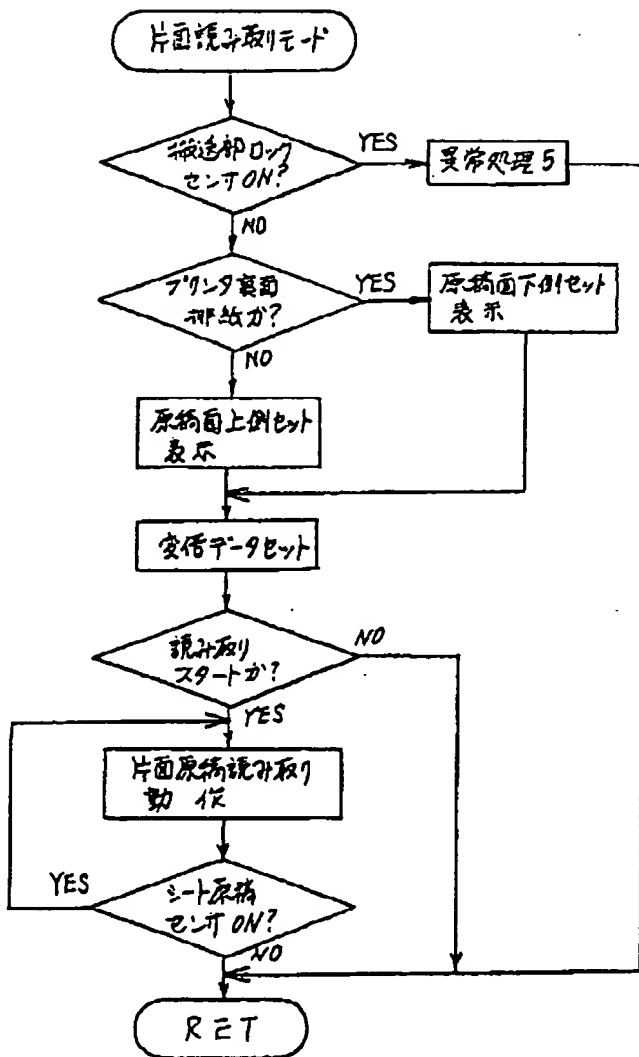 片面読み取りモード
搬送部ロック
センサON?
YES
異常処理5
NO
プリンタ裏面
排紙か?
YES
原稿面下側セット
表示
NO
原稿面上側セット
表示
変倍データセット
読み取り
スタートか?
NO
YES
片面原稿読み取り
動作
YES
シート原稿
センサON?
NO
RET